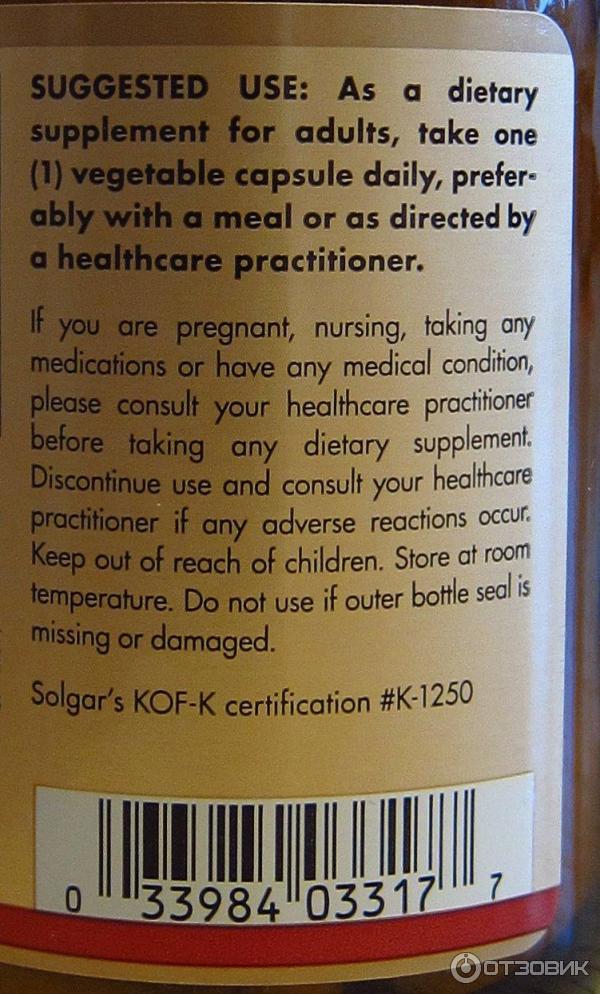 SUGGESTED USE: As a dietary
supplement for adults, take one
(1) vegetable capsule daily, prefer-
ably with a meal or as directed by
a healthcare practitioner.
If you are pregnant, nursing, taking any
medications or have any medical condition,
please consult your healthcare practitioner
before taking any dietary supplement.
Discontinue use and consult your healthcare
practitioner if any adverse reactions occur.
Keep out of reach of children. Store at room
temperature. Do not use if outer bottle seal is
missing or damaged.
Solgar's KOF-K certification #K-1250
0 33984 03317 7
ОТЗОВИК